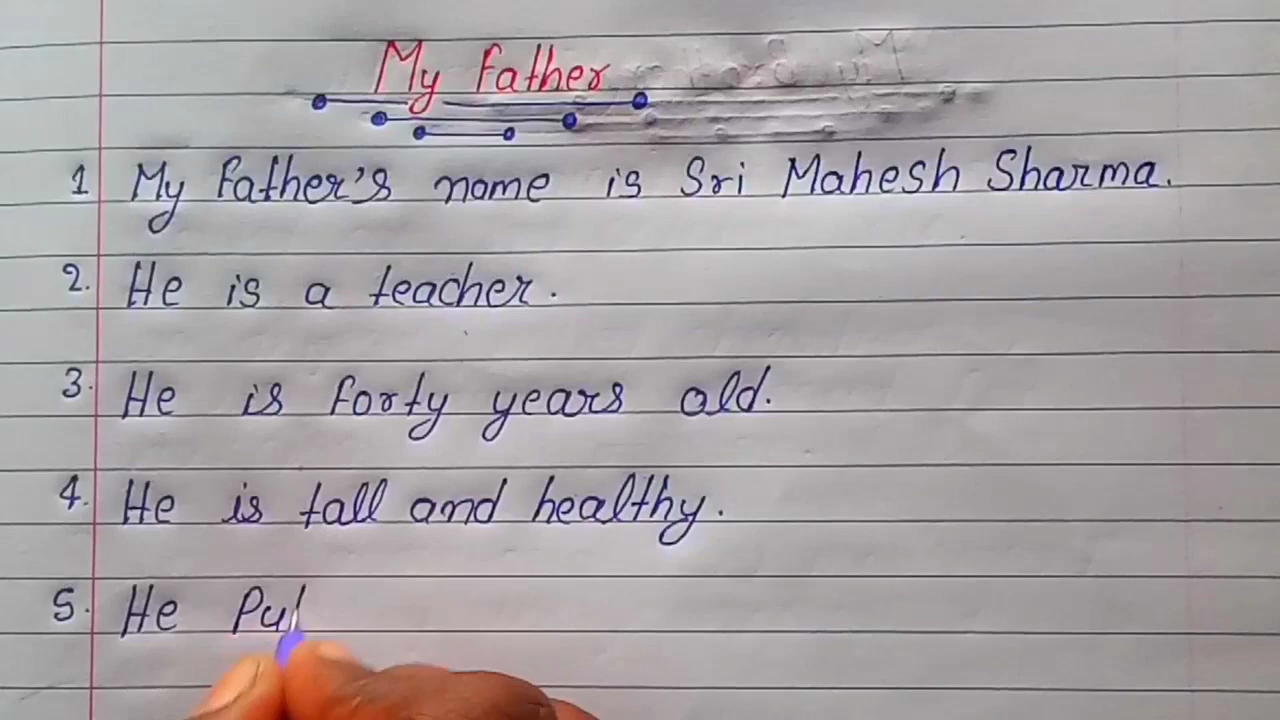 My Father
1 My Father's name is Sri Mahesh Sharma.
2. He is a teacher.
3. He is forty years old.
4. He is tall and healthy.
5. He Pu